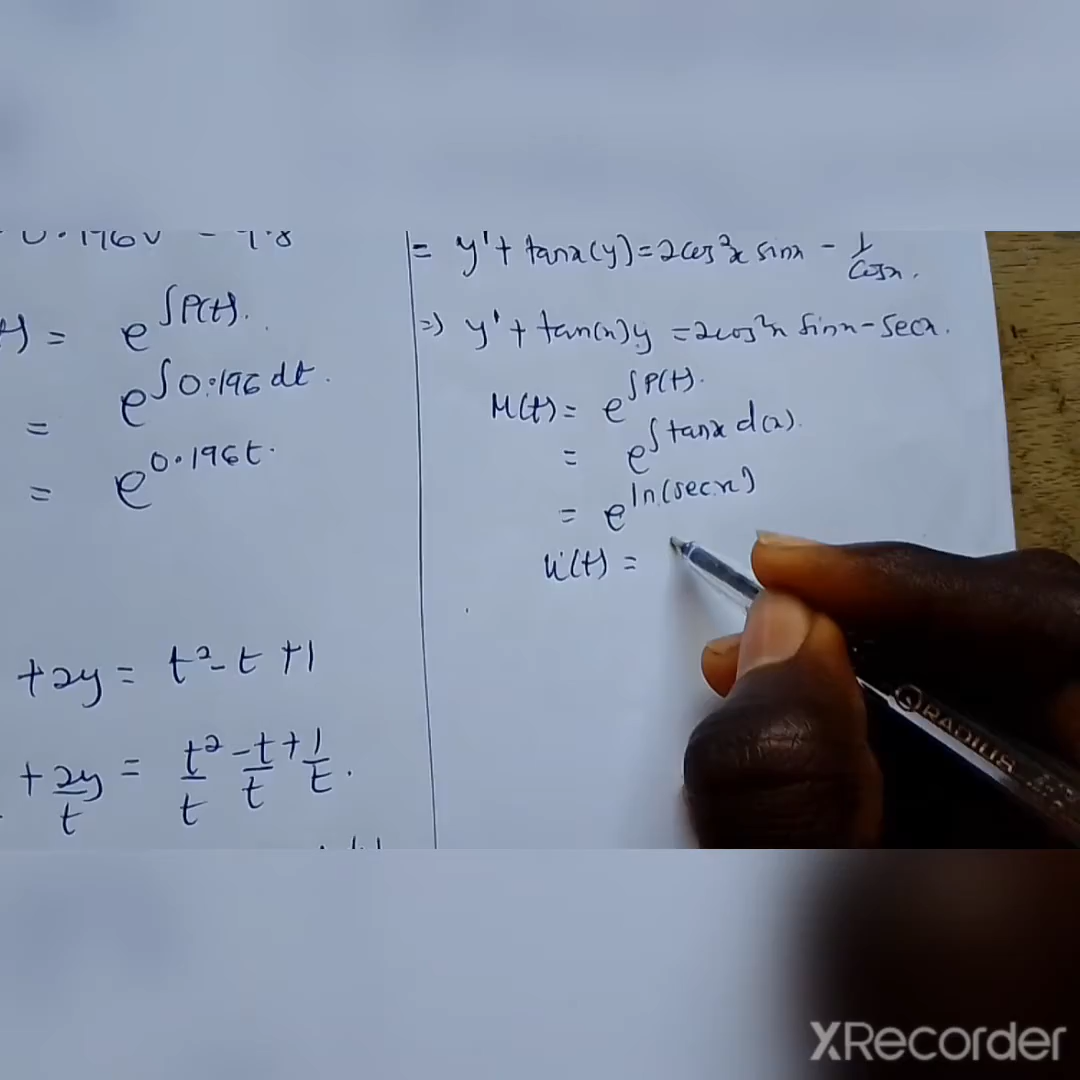 0.196v = 9.8
= e^∫P(t).
= e^∫0.196 dt.
= e^0.196t.
+2y = t² - t + 1
+ 2y/t = t²/t - t/t + 1/t.
= y' + tanx(y) = 2cos²x sinx - 1/cosx.
=> y' + tan(x)y = 2cos²x sinx - secx.
M(t) = e^∫P(t).
= e^∫tanx d(x).
= e^ln(secx)
U(t) =
RADIUS
XRecorder